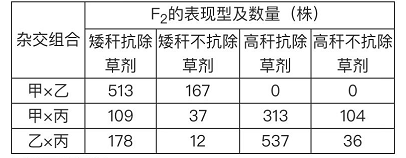 杂交组合 F₂的表现型及数量（株）
矮秆抗除草剂 矮秆不抗除草剂 高秆抗除草剂 高秆不抗除草剂
甲×乙 513 167 0 0
甲×丙 109 37 313 104
乙×丙 178 12 537 36